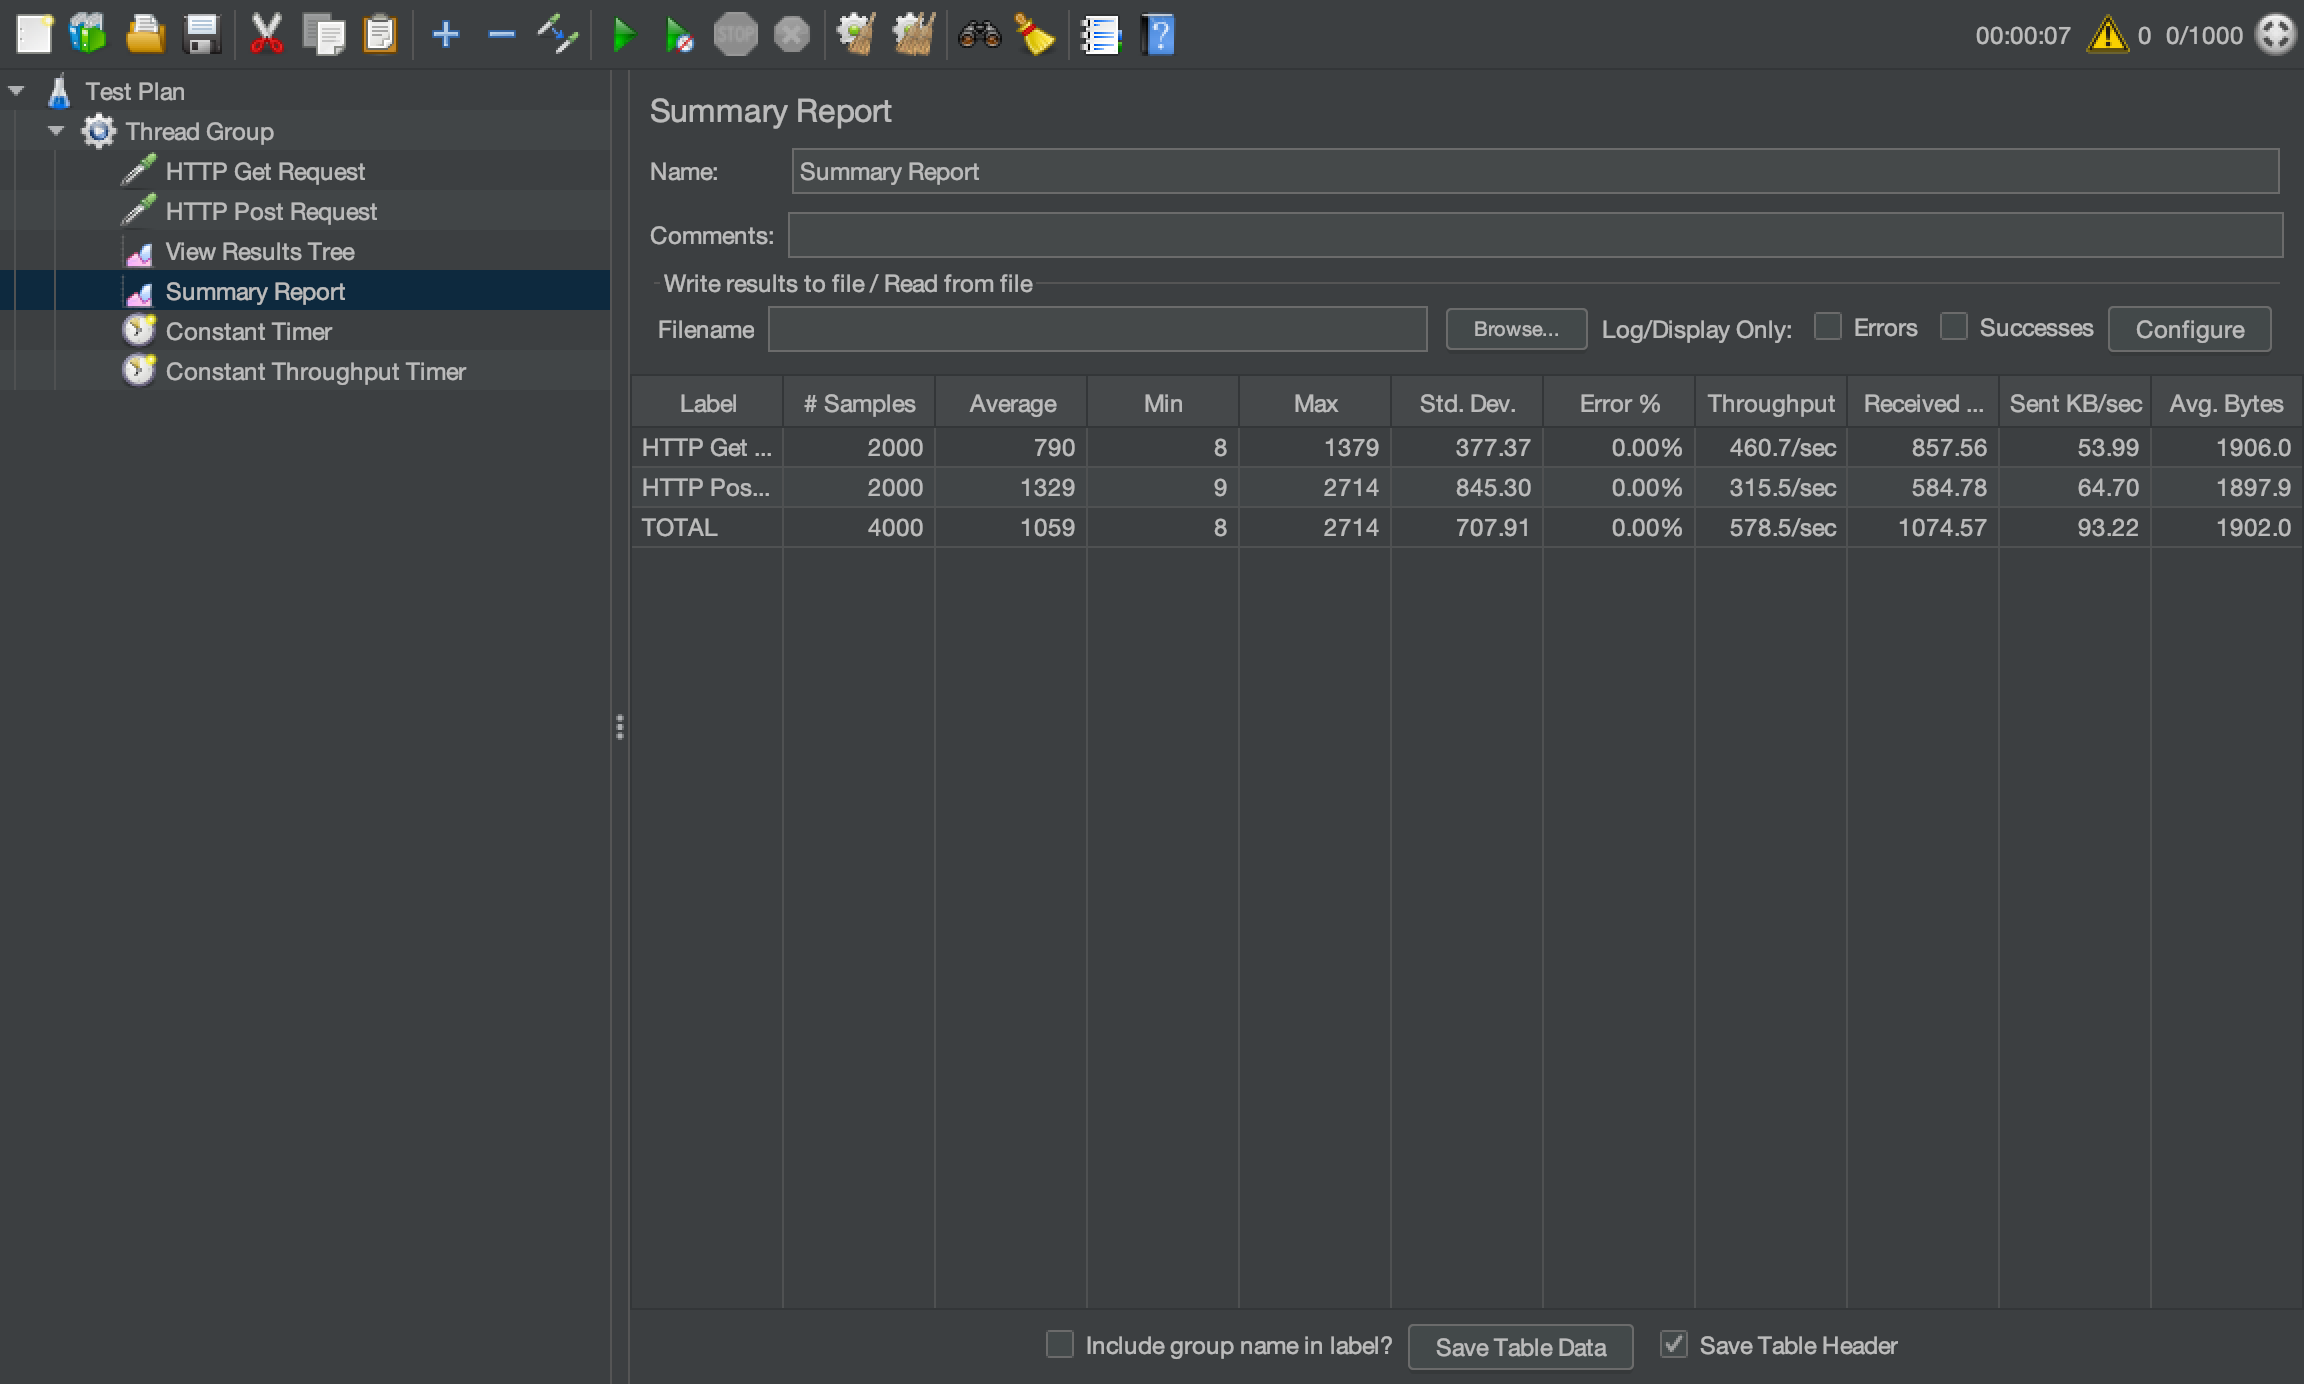 STOP
00:00:07 0 0/1000
Test Plan
Thread Group
HTTP Get Request
HTTP Post Request
View Results Tree
Summary Report
Constant Timer
Constant Throughput Timer
Summary Report
Name: Summary Report
Comments:
Write results to file / Read from file
Filename Browse... Log/Display Only: Errors Successes Configure
Label # Samples Average Min Max Std. Dev. Error % Throughput Received ... Sent KB/sec Avg. Bytes
HTTP Get ... 2000 790 8 1379 377.37 0.00% 460.7/sec 857.56 53.99 1906.0
HTTP Pos... 2000 1329 9 2714 845.30 0.00% 315.5/sec 584.78 64.70 1897.9
TOTAL 4000 1059 8 2714 707.91 0.00% 578.5/sec 1074.57 93.22 1902.0
Include group name in label? Save Table Data Save Table Header